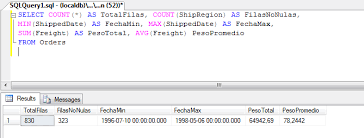 SQLQuery1.sql - (localdb)\...\...n (52))*
SELECT COUNT(*) AS TotalFilas, COUNT(ShipRegion) AS FilasNoNulas,
MIN(ShippedDate) AS FechaMin, MAX(ShippedDate) AS FechaMax,
SUM(Freight) AS PesoTotal, AVG(Freight) PesoPromedio
FROM Orders
Results Messages
TotalFilas FilasNoNulas FechaMin FechaMax PesoTotal PesoPromedio
1 830 323 1996-07-10 00:00:00.000 1998-05-06 00:00:00.000 64942,69 78,2442